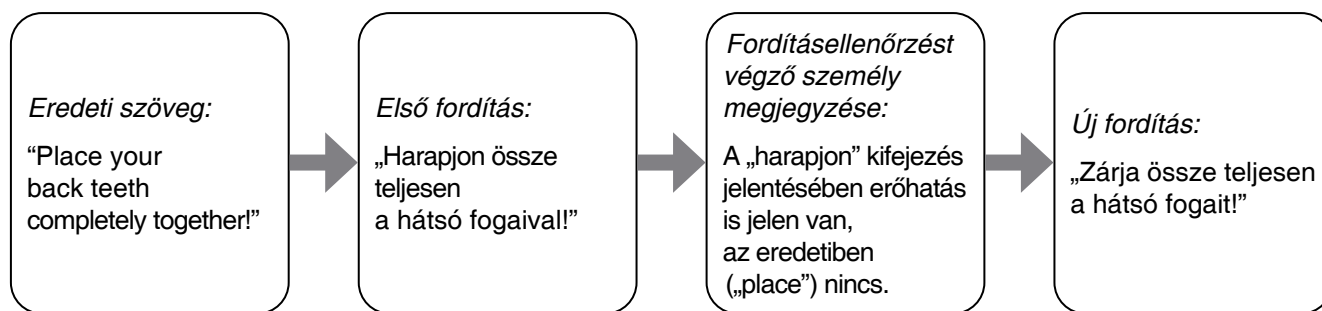 Eredeti szöveg:
“Place your
back teeth
completely together!”
Első fordítás:
„Harapjon össze
teljesen
a hátsó fogaival!”
Fordításellenőrzést
végző személy
megjegyzése:
A „harapjon” kifejezés
jelentésében erőhatás
is jelen van,
az eredetiben
(„place”) nincs.
Új fordítás:
„Zárja össze teljesen
a hátsó fogait!”